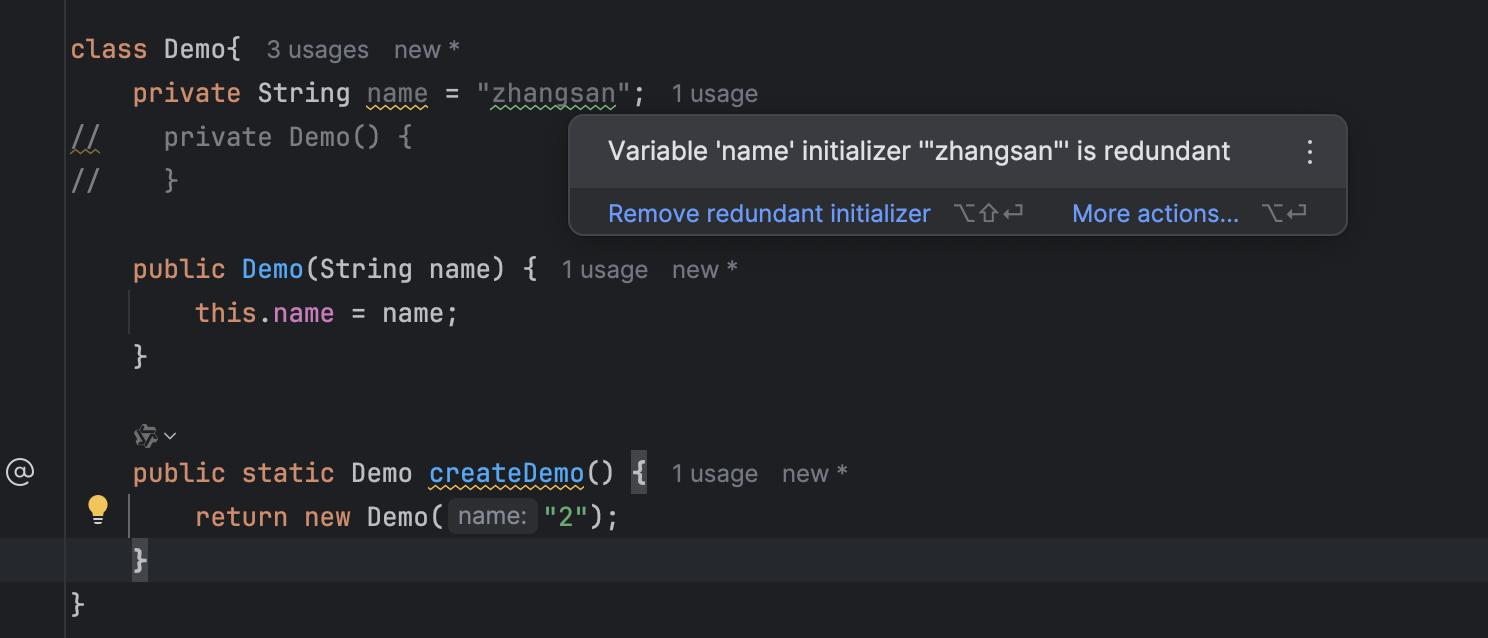 class Demo{ 3 usages new *
private String name = "zhangsan"; 1 usage
// private Demo() {
Variable 'name' initializer '"zhangsan"' is redundant
// }
Remove redundant initializer ⌥⇧⏎ More actions... ⌥⏎
public Demo(String name) { 1 usage new *
this.name = name;
}
@ public static Demo createDemo() { 1 usage new *
return new Demo( name: "2");
}
}